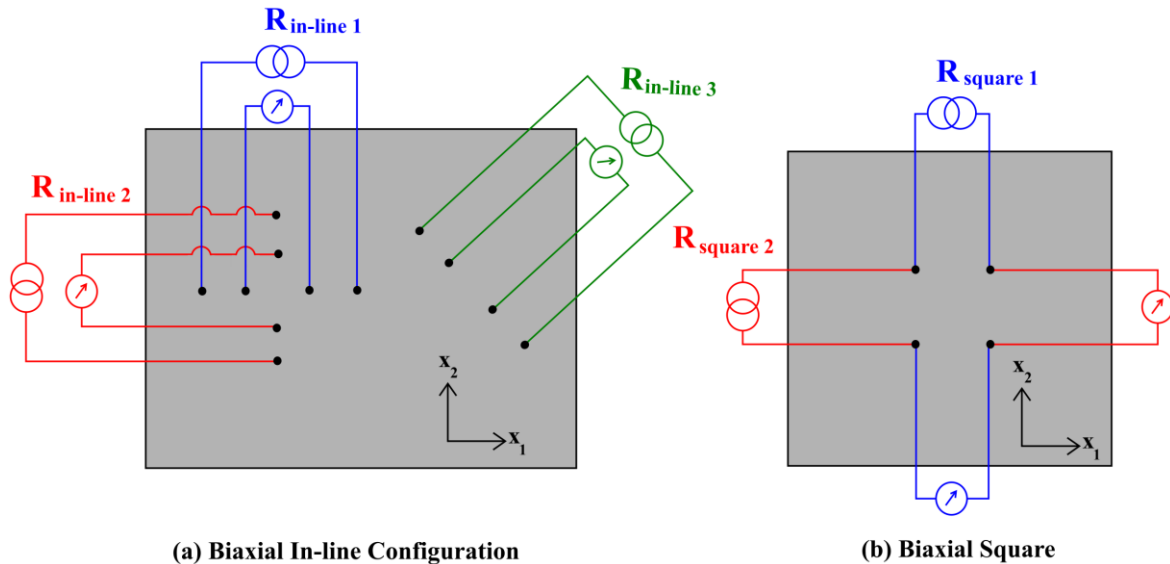 R in-line 1
R in-line 3
R in-line 2
x2
x1
(a) Biaxial In-line Configuration
R square 1
R square 2
x2
x1
(b) Biaxial Square